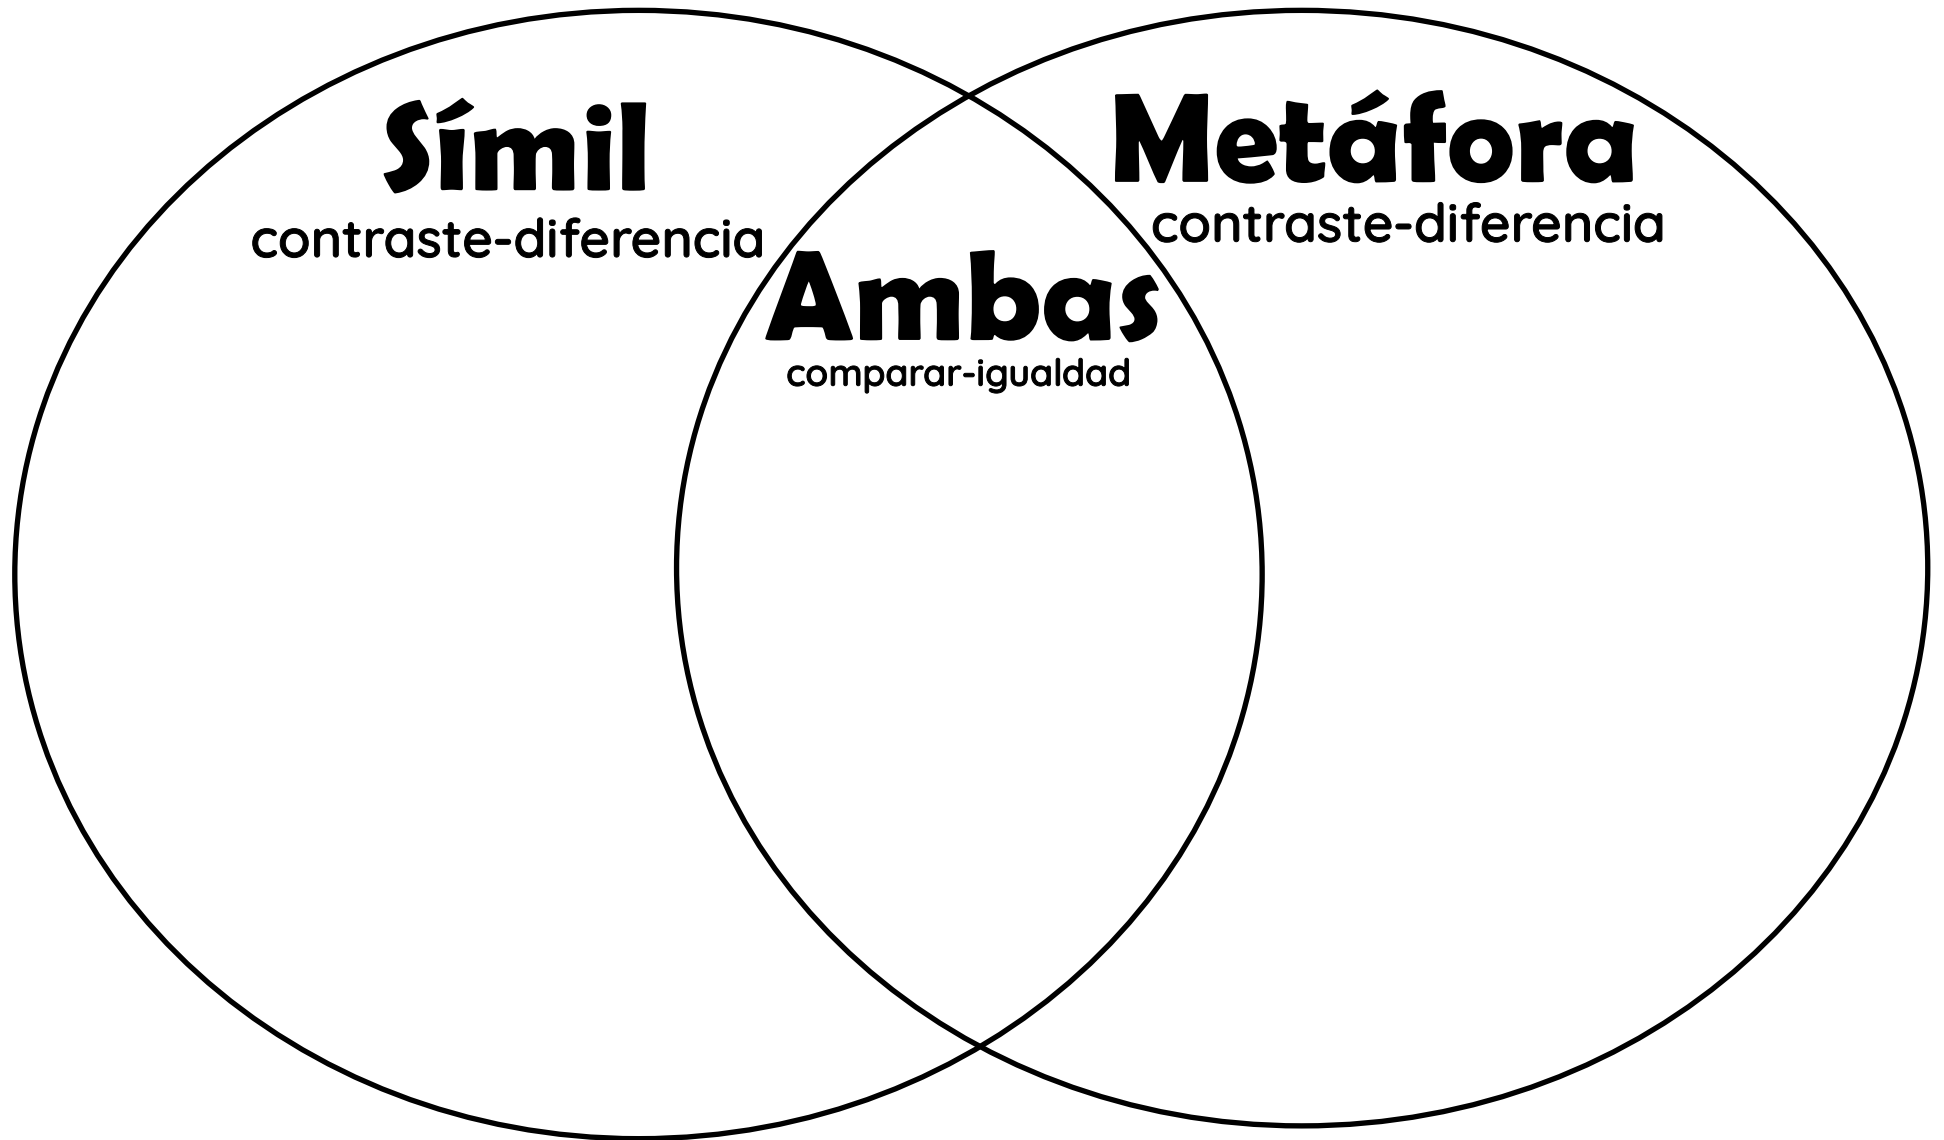 Símil
contraste-diferencia
Ambas
comparar-igualdad
Metáfora
contraste-diferencia